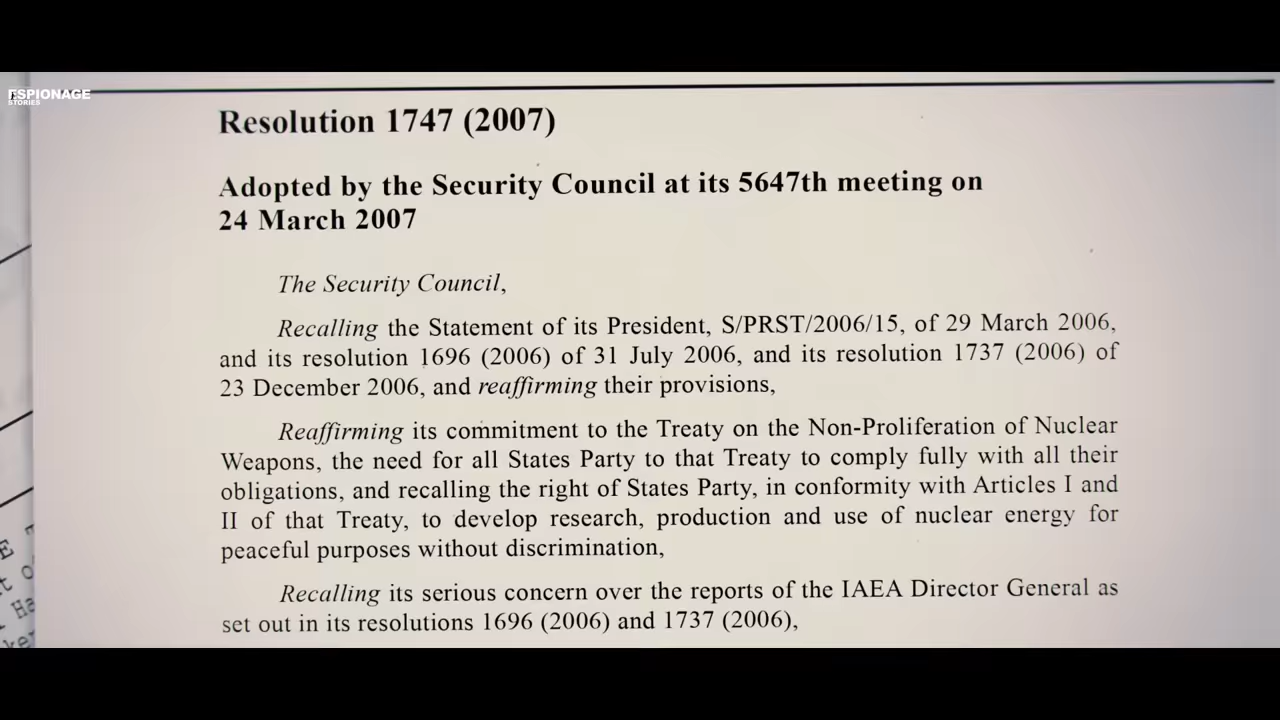 ESPIONAGE
STORIES
Resolution 1747 (2007)
Adopted by the Security Council at its 5647th meeting on
24 March 2007
The Security Council,
Recalling the Statement of its President, S/PRST/2006/15, of 29 March 2006,
and its resolution 1696 (2006) of 31 July 2006, and its resolution 1737 (2006) of
23 December 2006, and reaffirming their provisions,
Reaffirming its commitment to the Treaty on the Non-Proliferation of Nuclear
Weapons, the need for all States Party to that Treaty to comply fully with all their
obligations, and recalling the right of States Party, in conformity with Articles I and
II of that Treaty, to develop research, production and use of nuclear energy for
peaceful purposes without discrimination,
Recalling its serious concern over the reports of the IAEA Director General as
set out in its resolutions 1696 (2006) and 1737 (2006),